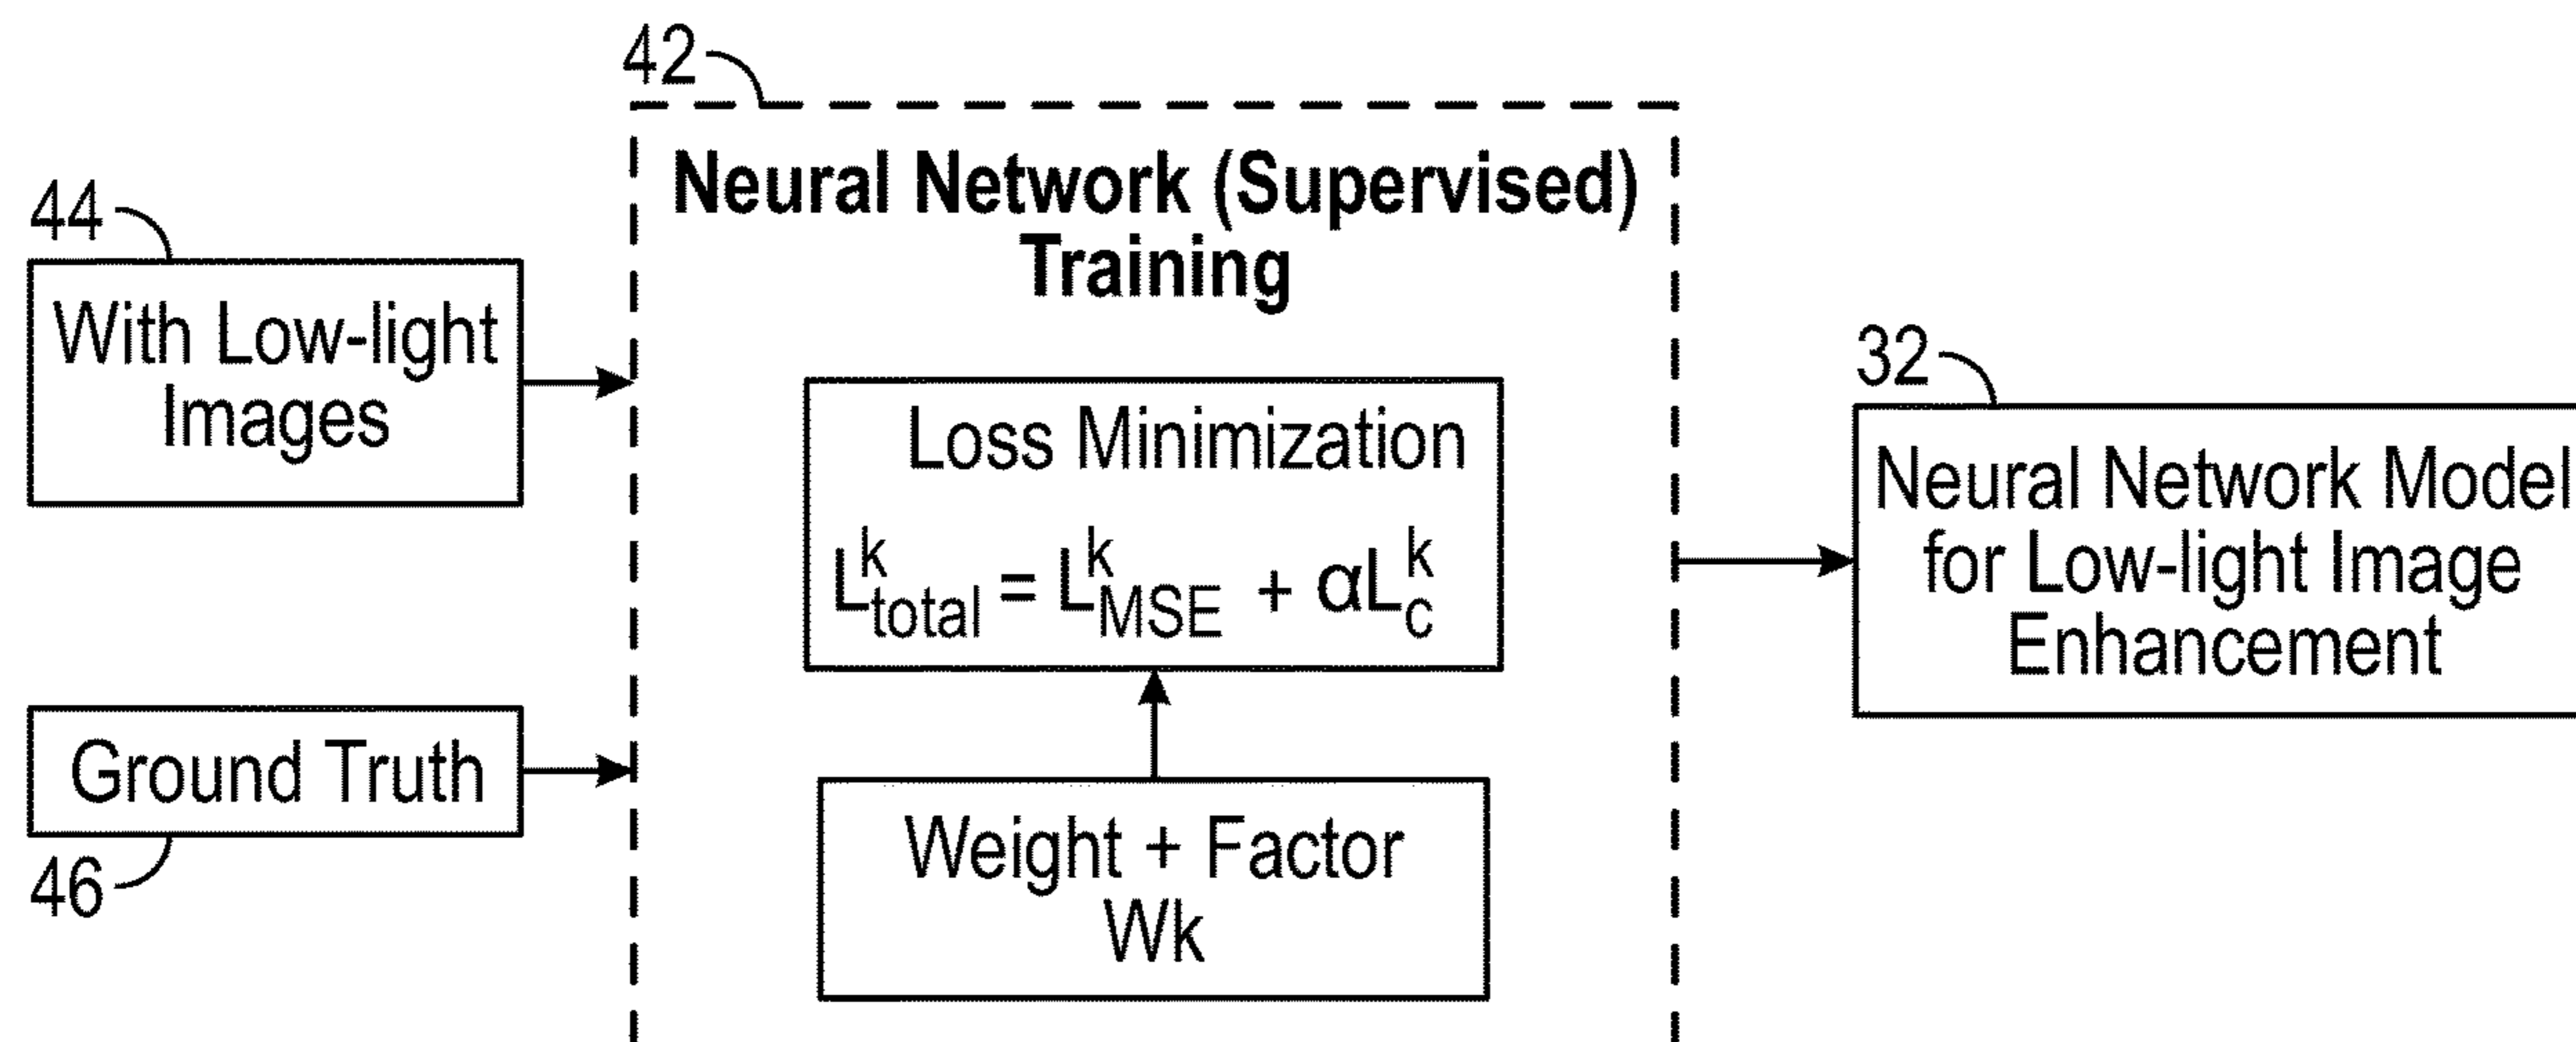 42
Neural Network (Supervised)
Training
44
With Low-light
Images
Loss Minimization
L^k_total = L^k_MSE + αL^k_c
32
Neural Network Model
for Low-light Image
Enhancement
Ground Truth
46
Weight + Factor
Wk